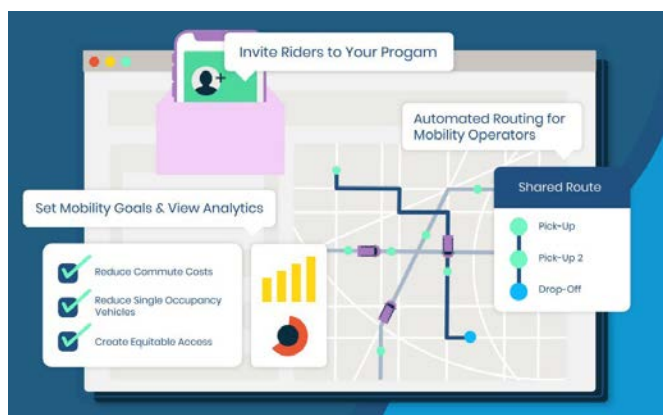 Invite Riders to Your Progam
Automated Routing for
Mobility Operators
Shared Route
Pick-Up
Pick-Up 2
Drop-Off
Set Mobility Goals & View Analytics
Reduce Commute Costs
Reduce Single Occupancy
Vehicles
Create Equitable Access